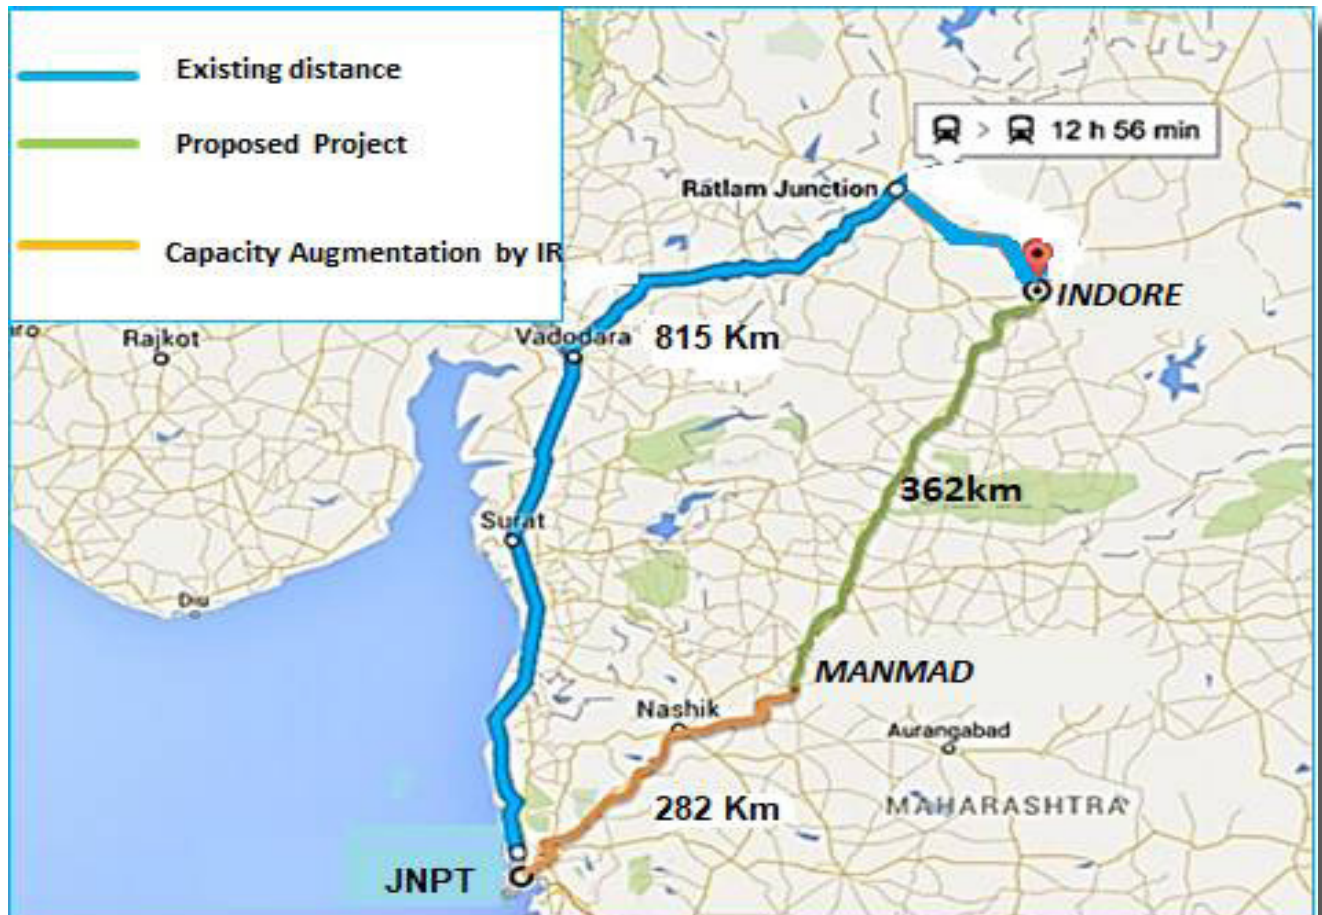 Existing distance
Proposed Project
Capacity Augmentation by IR
> 12 h 56 min
Ratlam Junction
INDORE
Rajkot
Vadodara
815 Km
362km
Surat
Diu
MANMAD
Nashik
Aurangabad
282 Km
MAHARASHTRA
JNPT